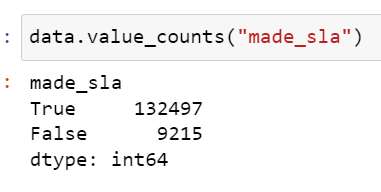 : data.value_counts("made_sla")
: made_sla
True 132497
False 9215
dtype: int64